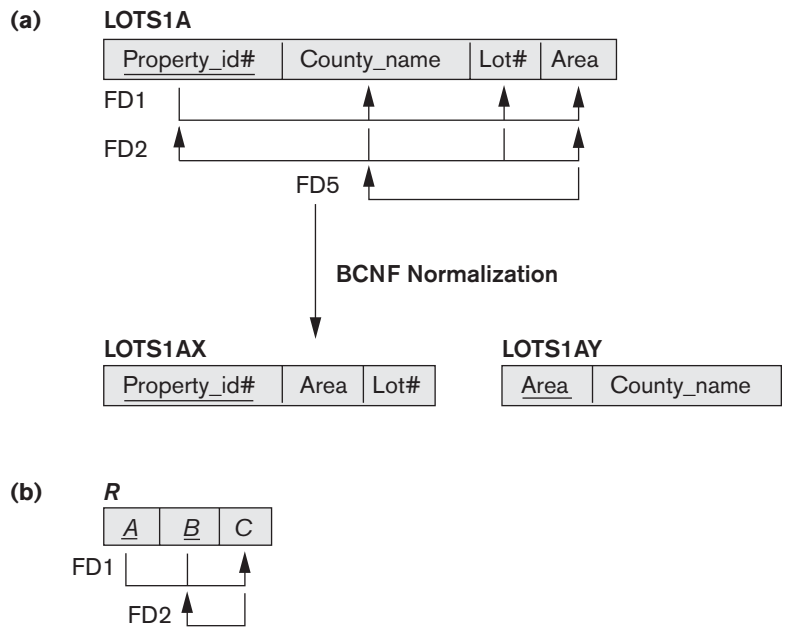 (a) LOTS1A
Property_id# County_name Lot# Area
FD1
FD2
FD5
BCNF Normalization
LOTS1AX LOTS1AY
Property_id# Area Lot# Area County_name
(b) R
A B C
FD1
FD2